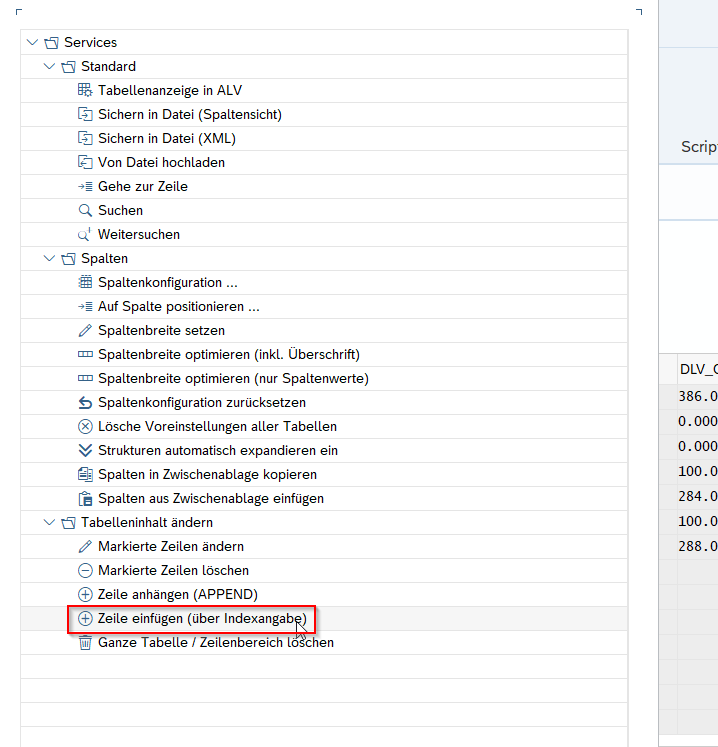 Services
Standard
Tabellenanzeige in ALV
Sichern in Datei (Spaltensicht)
Sichern in Datei (XML)
Von Datei hochladen
Gehe zur Zeile
Suchen
Weitersuchen
Spalten
Spaltenkonfiguration ...
Auf Spalte positionieren ...
Spaltenbreite setzen
Spaltenbreite optimieren (inkl. Überschrift)
Spaltenbreite optimieren (nur Spaltenwerte)
Spaltenkonfiguration zurücksetzen
Lösche Voreinstellungen aller Tabellen
Strukturen automatisch expandieren ein
Spalten in Zwischenablage kopieren
Spalten aus Zwischenablage einfügen
Tabelleninhalt ändern
Markierte Zeilen ändern
Markierte Zeilen löschen
Zeile anhängen (APPEND)
Zeile einfügen (über Indexangabe)
Ganze Tabelle / Zeilenbereich löschen
Scrip
DLV_
386.0
0.000
0.000
100.0
284.0
100.0
288.0